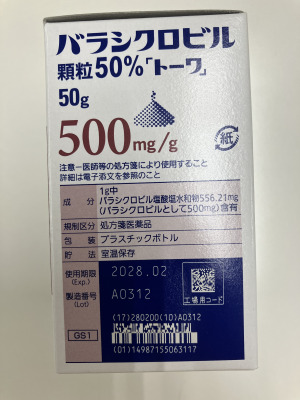 バラシクロビル
顆粒50%「トーワ」
50g
500mg/g
紙
注意－医師等の処方箋により使用すること
詳細は電子添文を参照のこと
成分 1g中
バラシクロビル塩酸塩水和物556.21mg
(バラシクロビルとして500mg)含有
規制区分 処方箋医薬品
包装 プラスチックボトル
貯法 室温保存
使用期限 (Exp.) 2028.02
製造番号 (Lot) A0312
工場用コード
GS1
(17)280200(10)A0312
(01)14987155063117